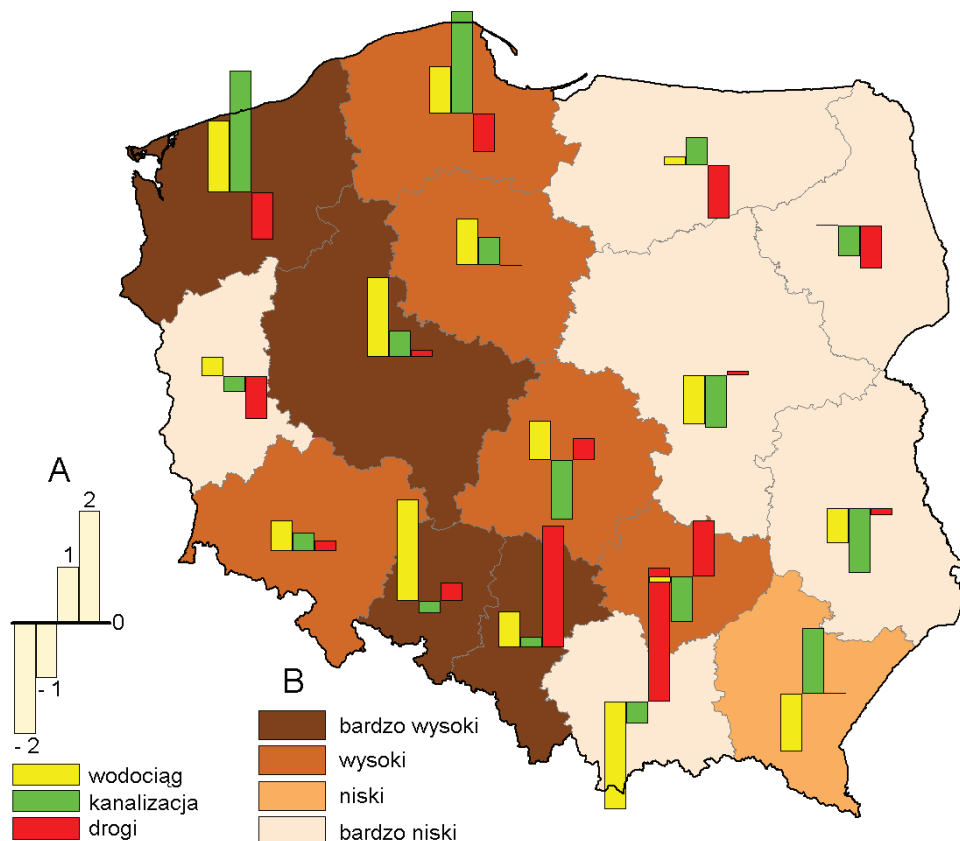 A
2
1
0
- 1
- 2
wodociąg
kanalizacja
drogi
B
bardzo wysoki
wysoki
niski
bardzo niski